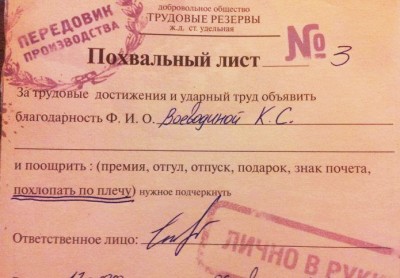 добровольное общество
ТРУДОВЫЕ РЕЗЕРВЫ
ж.д. ст. удельная
ПЕРЕДОВИК
ПРОИЗВОДСТВА
Похвальный лист № 3
За трудовые достижения и ударный труд объявить
благодарность Ф. И. О. Воеводиной К.С.
и поощрить : (премия, отгул, отпуск, подарок, знак почета,
похлопать по плечу) нужное подчеркнуть
Ответственное лицо:
ЛИЧНО В РУКИ